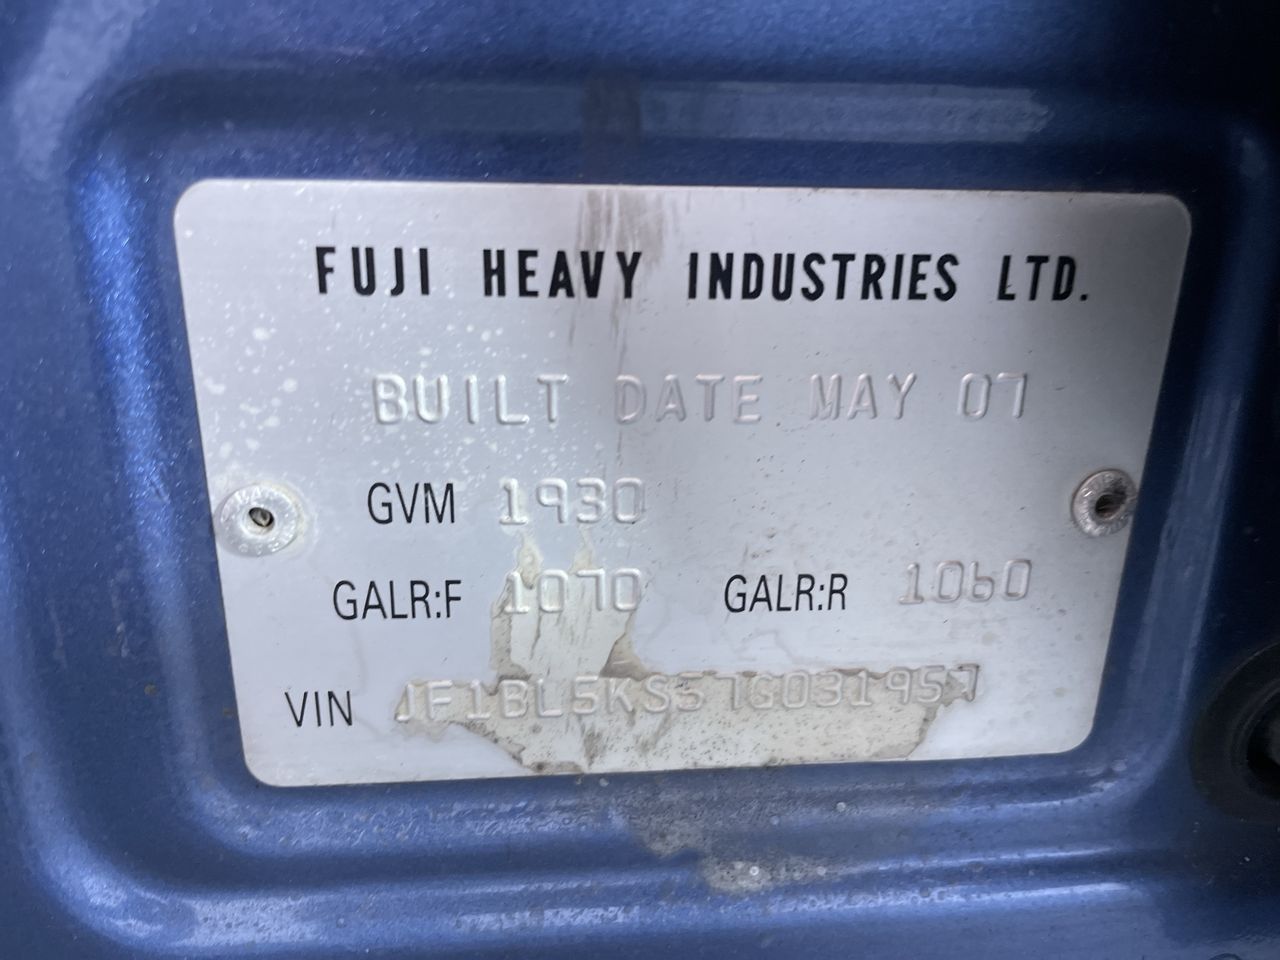 FUJI HEAVY INDUSTRIES LTD.
BUILT DATE MAY 07
GVM 1930
GALR:F 1070 GALR:R 1060
VIN JF1BL5KS57G031957